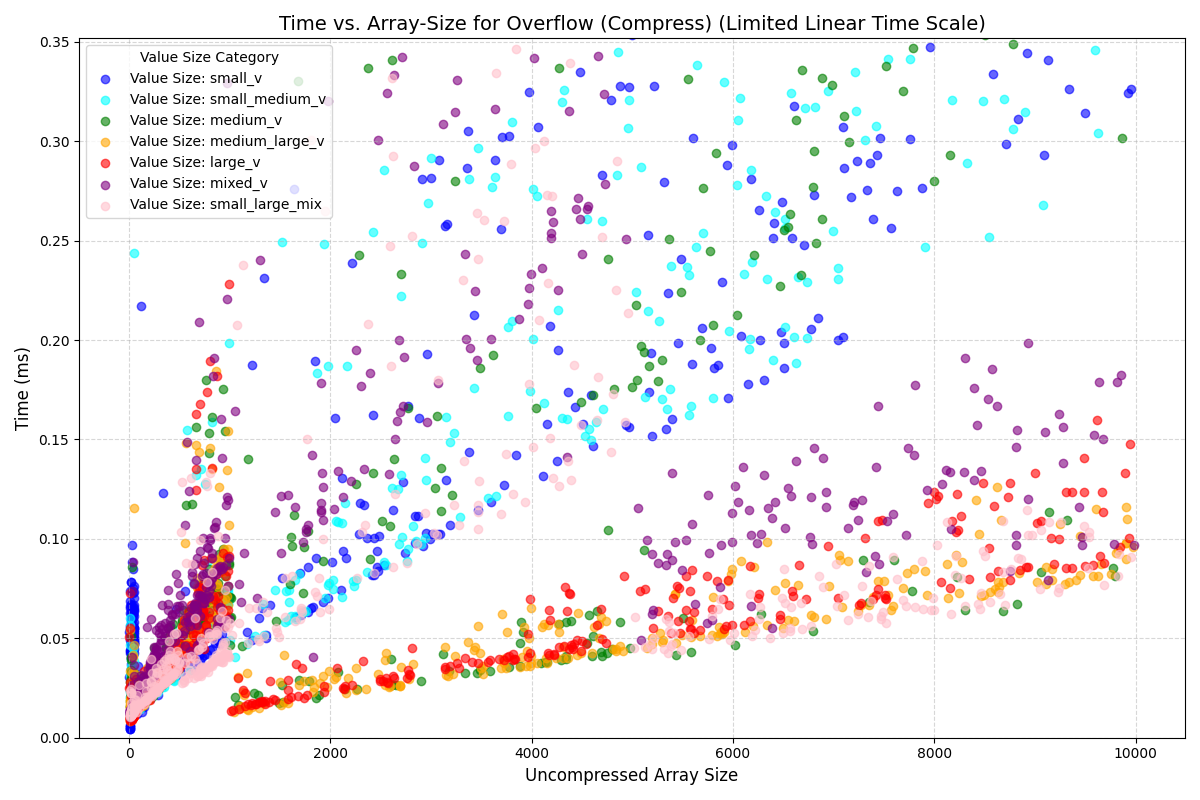 Time vs. Array-Size for Overflow (Compress) (Limited Linear Time Scale)
Value Size Category
Value Size: small_v
Value Size: small_medium_v
Value Size: medium_v
Value Size: medium_large_v
Value Size: large_v
Value Size: mixed_v
Value Size: small_large_mix
Time (ms)
0.35
0.30
0.25
0.20
0.15
0.10
0.05
0.00
0 2000 4000 6000 8000 10000
Uncompressed Array Size